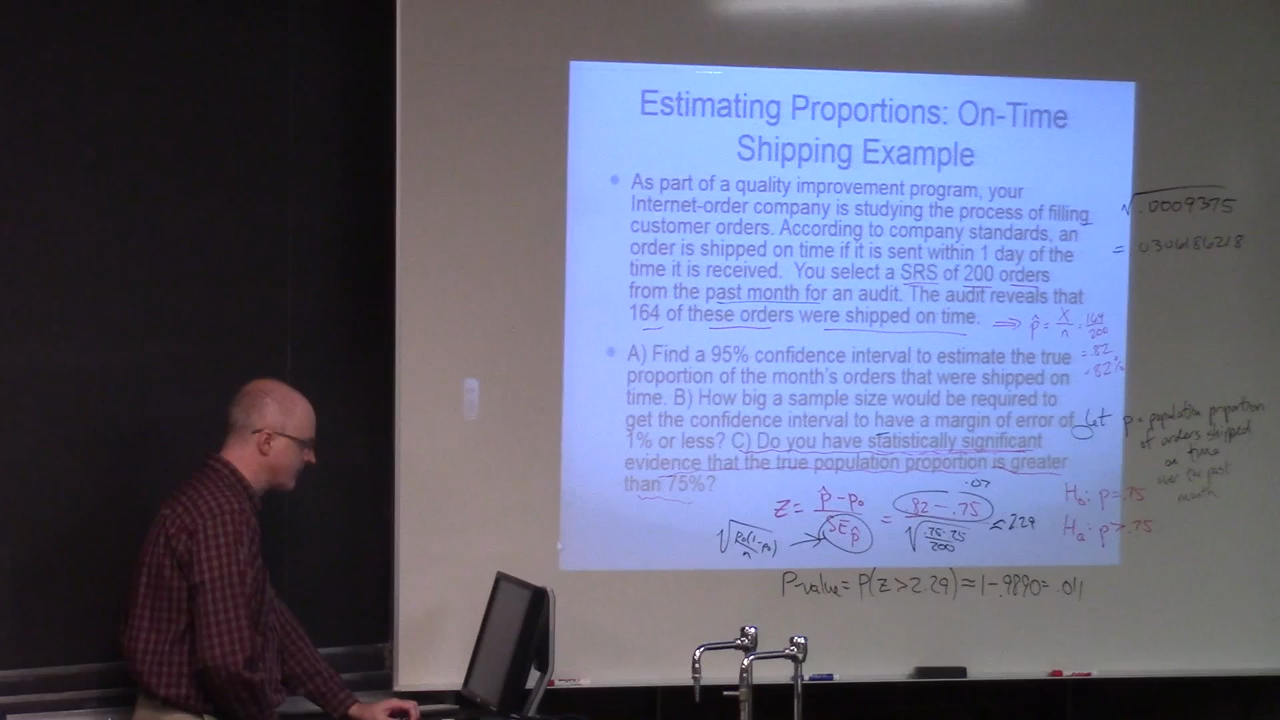 Estimating Proportions: On-Time
Shipping Example
• As part of a quality improvement program, your
Internet-order company is studying the process of filling
customer orders. According to company standards, an
order is shipped on time if it is sent within 1 day of the
time it is received. You select a SRS of 200 orders
from the past month for an audit. The audit reveals that
164 of these orders were shipped on time.
⇒ p̂ = X/n = 164/200
= .82
= 82%
• A) Find a 95% confidence interval to estimate the true
proportion of the month's orders that were shipped on
time. B) How big a sample size would be required to
get the confidence interval to have a margin of error of
1% or less? C) Do you have statistically significant
evidence that the true population proportion is greater
than 75%?
√.0009375
= .0306186218
Let p = population proportion
of orders shipped
on time
over the past
month
H₀: p = .75
Hₐ: p > .75
.07
Z = (p̂ - p₀)/SE_p = (.82 - .75)/√(.75·.25/200) ≈ 2.29
√(p₀(1-p₀)/n)
P-value = P(Z > 2.29) ≈ 1 - .9890 = .011